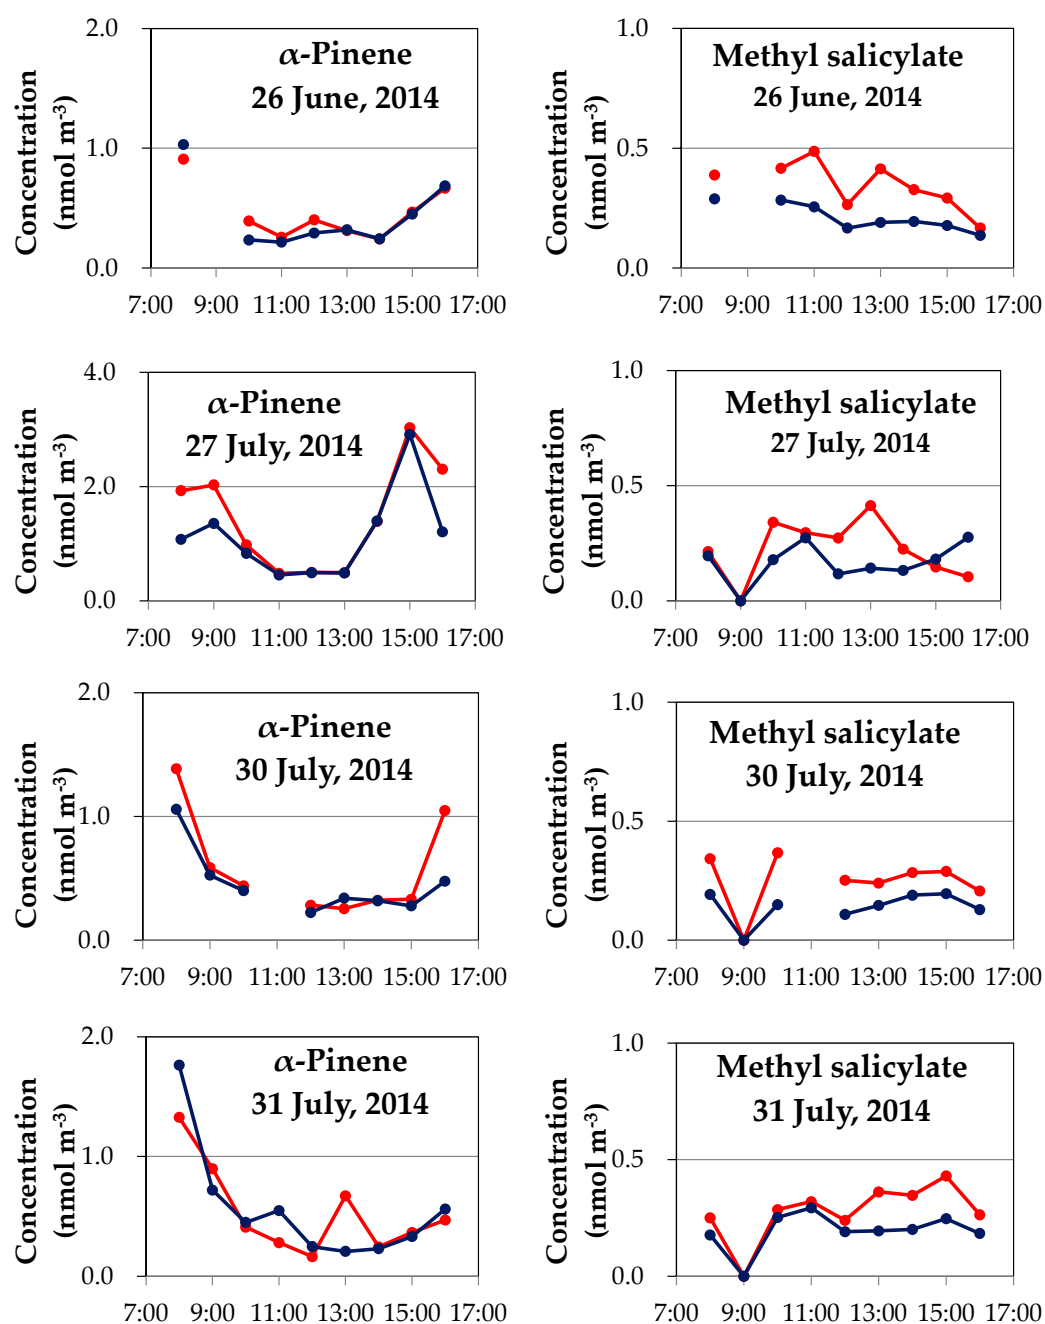 α-Pinene
26 June, 2014
Concentration
(nmol m-3)
2.0
1.0
0.0
7:00 9:00 11:00 13:00 15:00 17:00
Methyl salicylate
26 June, 2014
Concentration
(nmol m-3)
1.0
0.5
0.0
7:00 9:00 11:00 13:00 15:00 17:00
α-Pinene
27 July, 2014
Concentration
(nmol m-3)
4.0
2.0
0.0
7:00 9:00 11:00 13:00 15:00 17:00
Methyl salicylate
27 July, 2014
Concentration
(nmol m-3)
1.0
0.5
0.0
7:00 9:00 11:00 13:00 15:00 17:00
α-Pinene
30 July, 2014
Concentration
(nmol m-3)
2.0
1.0
0.0
7:00 9:00 11:00 13:00 15:00 17:00
Methyl salicylate
30 July, 2014
Concentration
(nmol m-3)
1.0
0.5
0.0
7:00 9:00 11:00 13:00 15:00 17:00
α-Pinene
31 July, 2014
Concentration
(nmol m-3)
2.0
1.0
0.0
7:00 9:00 11:00 13:00 15:00 17:00
Methyl salicylate
31 July, 2014
Concentration
(nmol m-3)
1.0
0.5
0.0
7:00 9:00 11:00 13:00 15:00 17:00